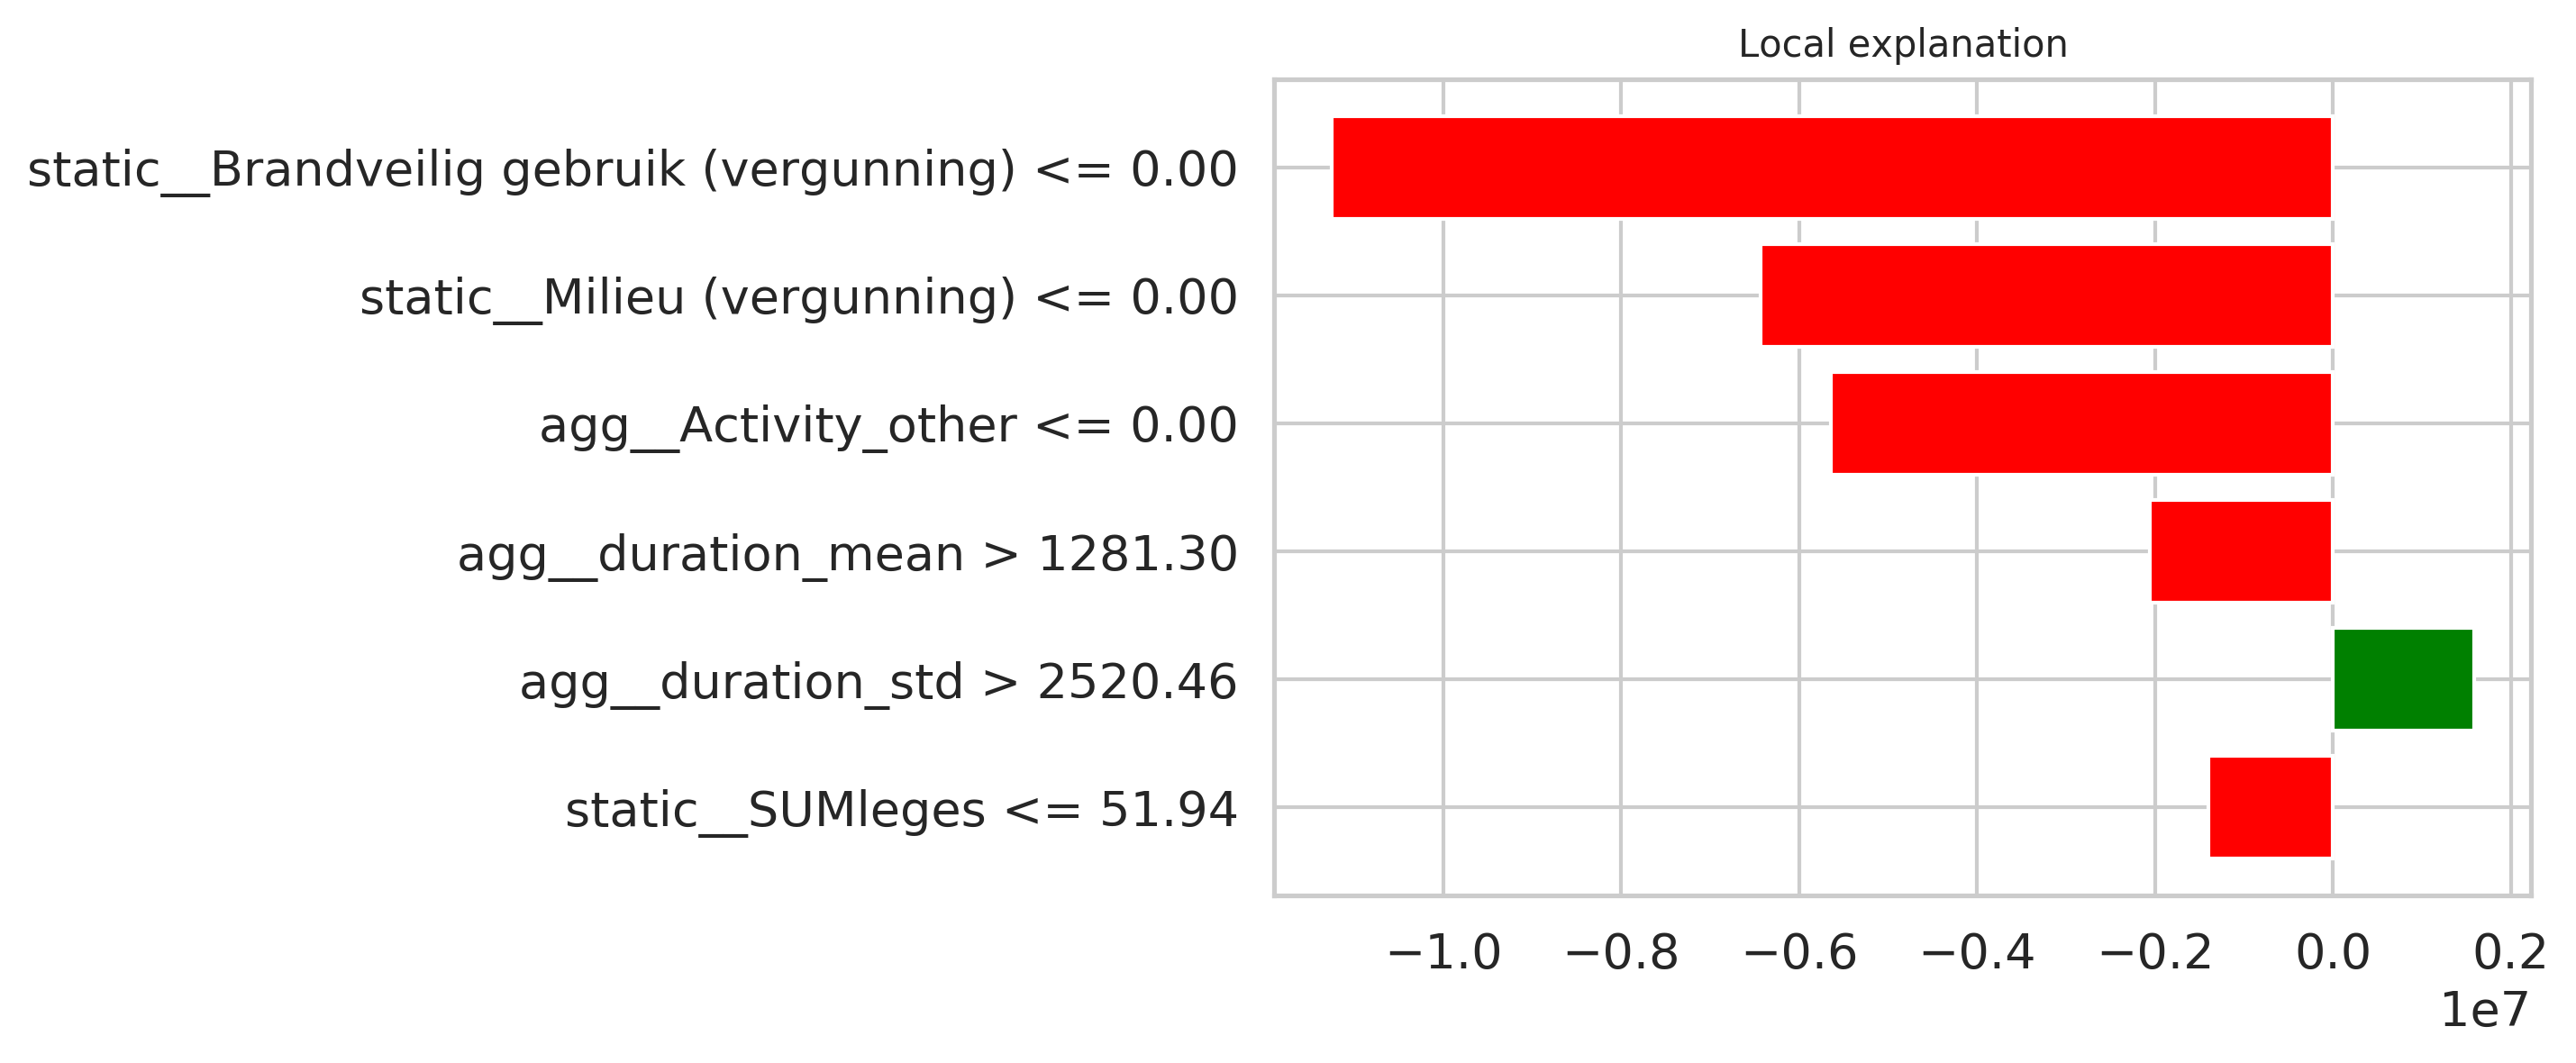 Local explanation
static__Brandveilig gebruik (vergunning) <= 0.00
static__Milieu (vergunning) <= 0.00
agg__Activity_other <= 0.00
agg__duration_mean > 1281.30
agg__duration_std > 2520.46
static__SUMleges <= 51.94
−1.0 −0.8 −0.6 −0.4 −0.2 0.0 0.2
1e7